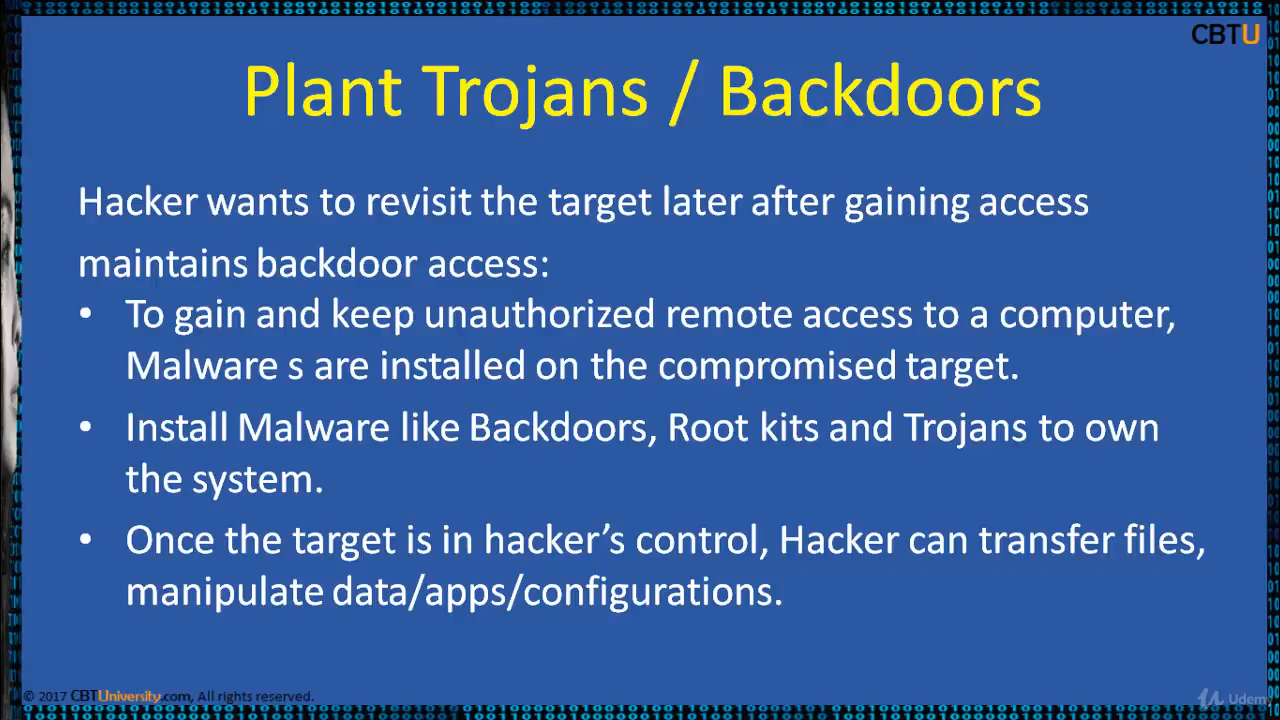 CBTU
Plant Trojans / Backdoors
Hacker wants to revisit the target later after gaining access
maintains backdoor access:
• To gain and keep unauthorized remote access to a computer,
Malware s are installed on the compromised target.
• Install Malware like Backdoors, Root kits and Trojans to own
the system.
• Once the target is in hacker’s control, Hacker can transfer files,
manipulate data/apps/configurations.
© 2017 CBTUniversity.com, All rights reserved.
Udemy